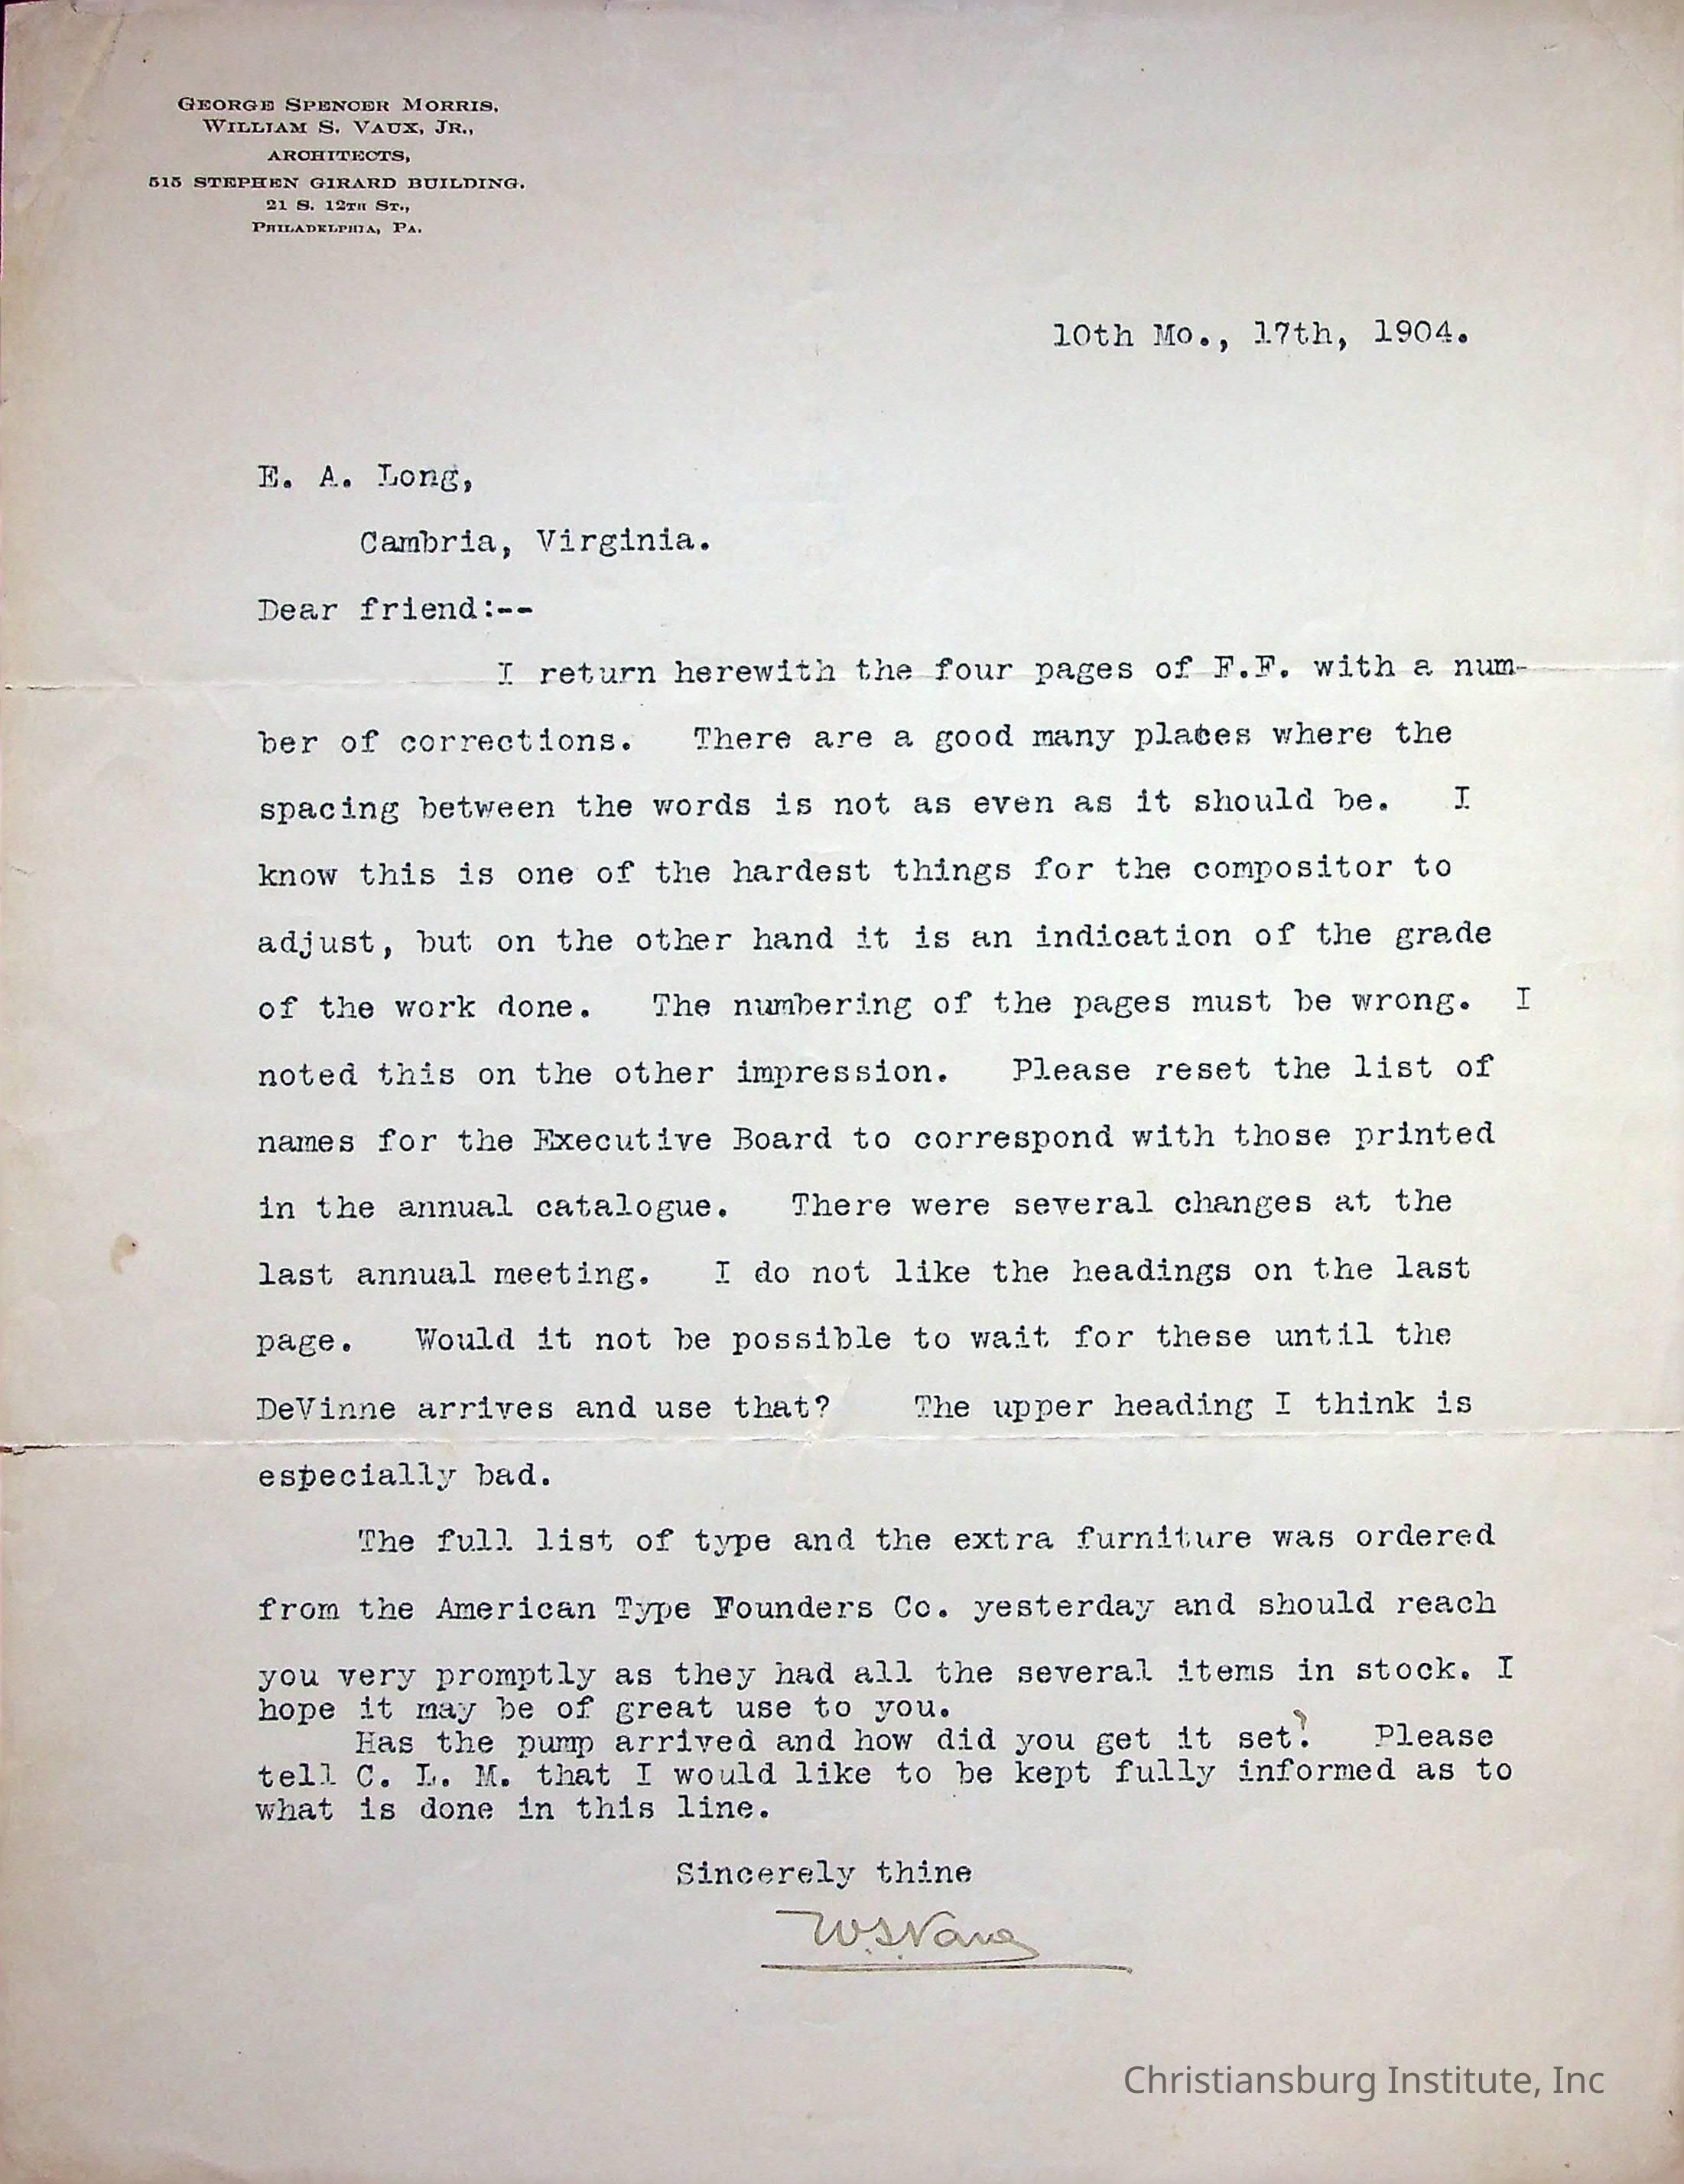 GEORGE SPENCER MORRIS,
WILLIAM S. VAUX, JR.,
ARCHITECTS,
515 STEPHEN GIRARD BUILDING.
21 S. 12TH ST.,
PHILADELPHIA, PA.
10th Mo., 17th, 1904.
E. A. Long,
Cambria, Virginia.
Dear friend:--
I return herewith the four pages of F.F. with a num-
ber of corrections. There are a good many places where the
spacing between the words is not as even as it should be. I
know this is one of the hardest things for the compositor to
adjust, but on the other hand it is an indication of the grade
of the work done. The numbering of the pages must be wrong. I
noted this on the other impression. Please reset the list of
names for the Executive Board to correspond with those printed
in the annual catalogue. There were several changes at the
last annual meeting. I do not like the headings on the last
page. Would it not be possible to wait for these until the
DeVinne arrives and use that? The upper heading I think is
especially bad.
The full list of type and the extra furniture was ordered
from the American Type Founders Co. yesterday and should reach
you very promptly as they had all the several items in stock. I
hope it may be of great use to you.
Has the pump arrived and how did you get it set? Please
tell C. L. M. that I would like to be kept fully informed as to
what is done in this line.
Sincerely thine
W.S.Vaux
Christiansburg Institute, Inc